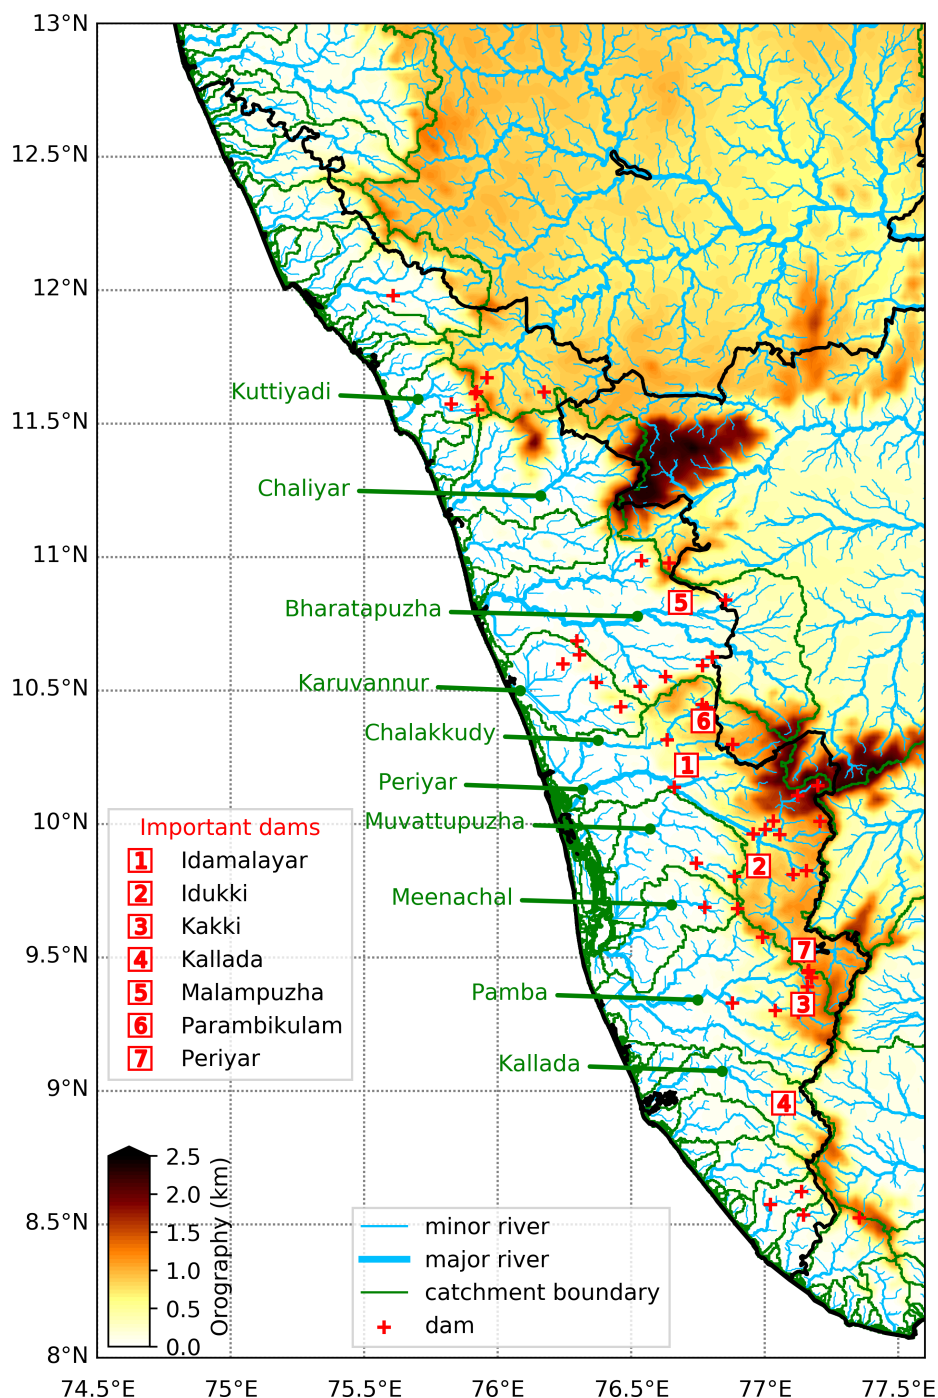 13°N
12.5°N
12°N
Kuttiyadi
11.5°N
Chaliyar
11°N
5
Bharatapuzha
Karuvannur
10.5°N
6
Chalakkudy
1
Periyar
10°N
Muvattupuzha
Important dams
1 Idamalayar
2
2 Idukki
Meenachal
3 Kakki
7
9.5°N
4 Kallada
5 Malampuzha
Pamba
3
6 Parambikulam
7 Periyar
Kallada
9°N
4
2.5
2.0
1.5
1.0
0.5
0.0
Orography (km)
8.5°N
minor river
major river
catchment boundary
dam
8°N
74.5°E 75°E 75.5°E 76°E 76.5°E 77°E 77.5°E